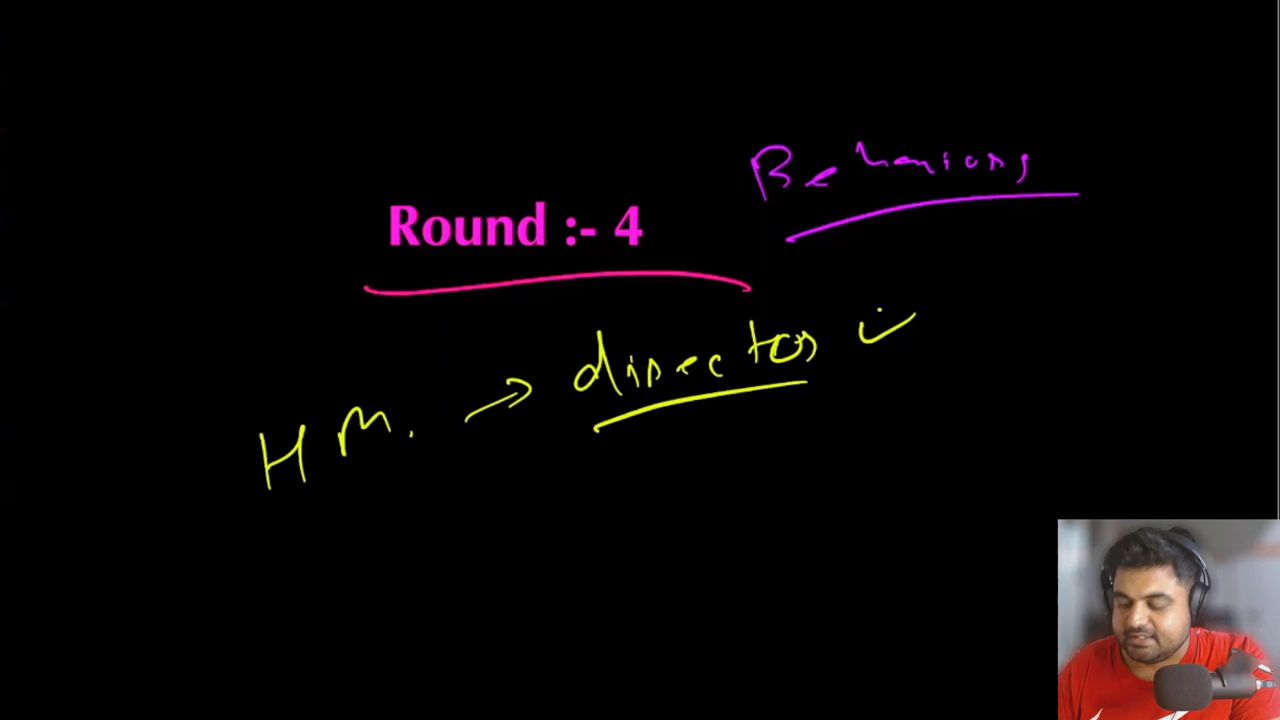 Behaviors
Round :- 4
H M. → director